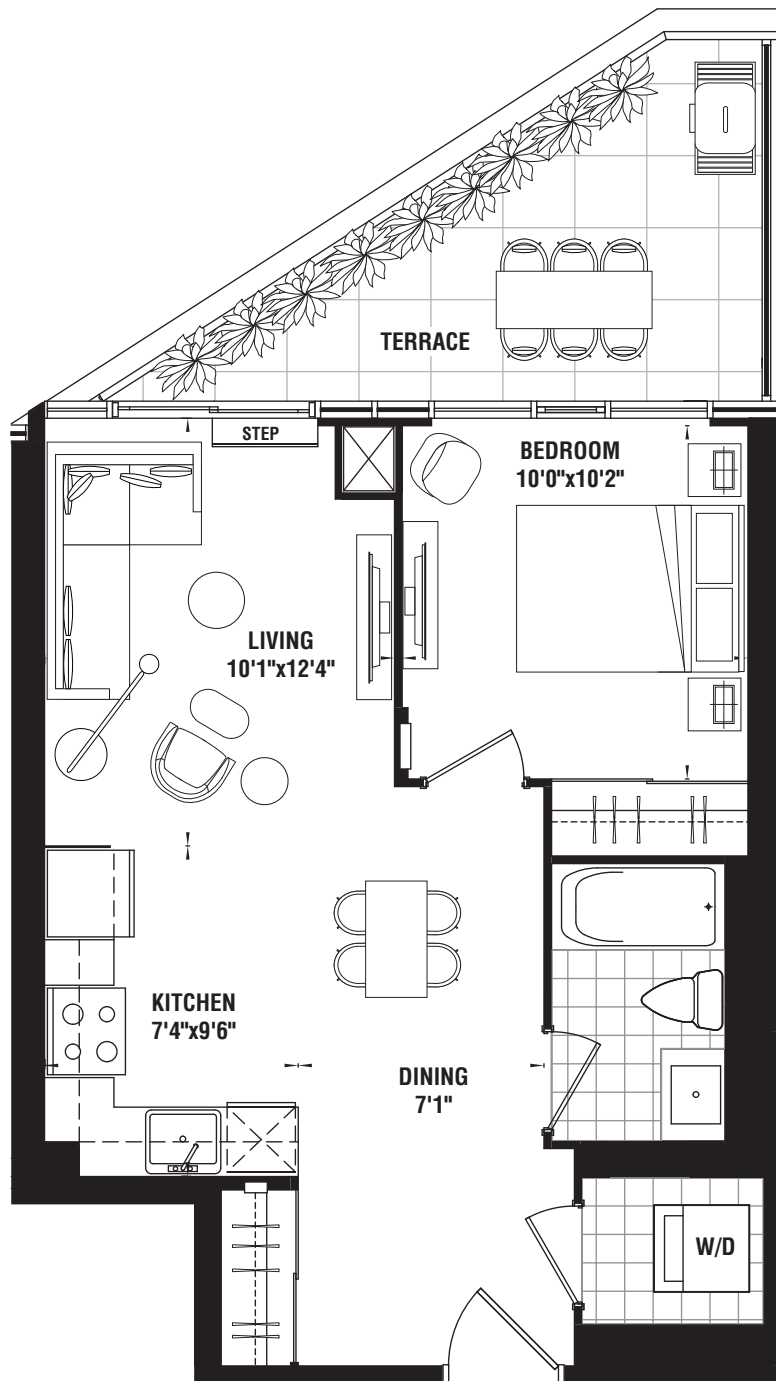 TERRACE
STEP
BEDROOM
10'0"x10'2"
LIVING
10'1"x12'4"
KITCHEN
7'4"x9'6"
DINING
7'1"
W/D